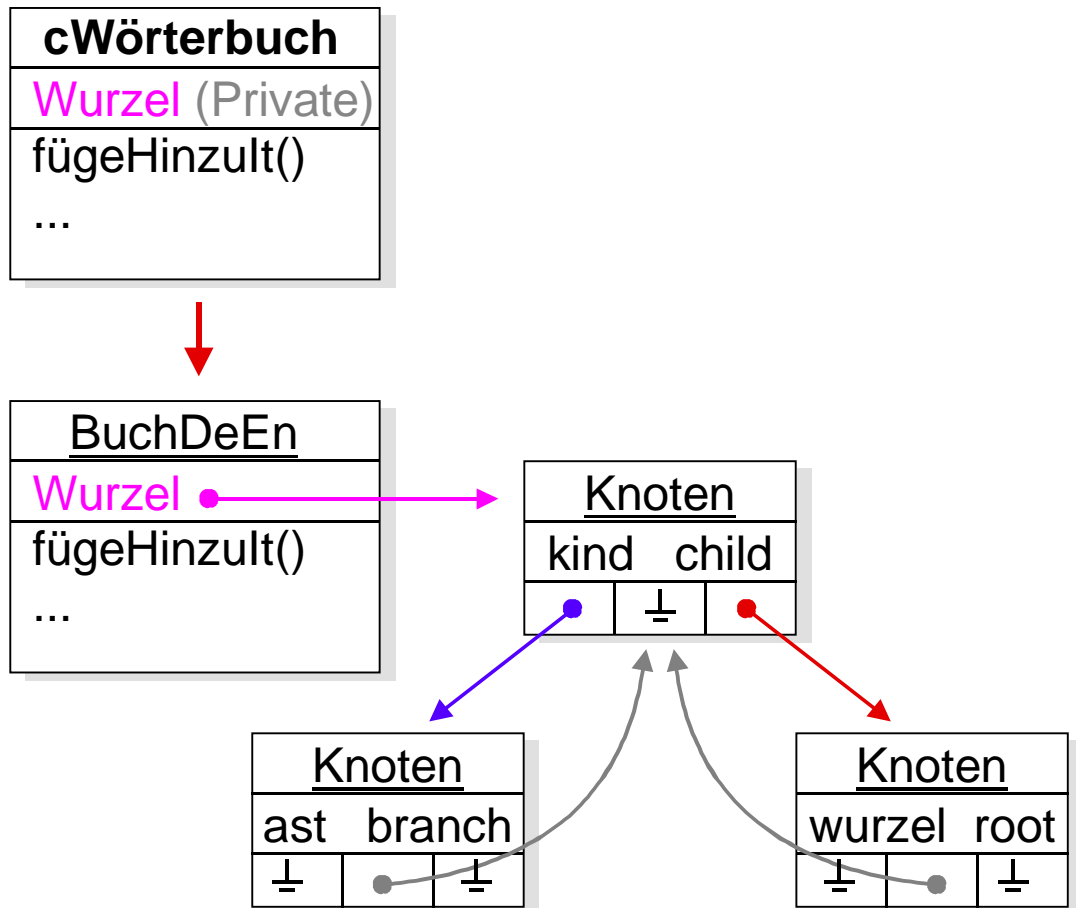 cWörterbuch
Wurzel (Private)
fügeHinzuIt()
...
BuchDeEn
Wurzel
fügeHinzuIt()
...
Knoten
kind child
Knoten
ast branch
Knoten
wurzel root